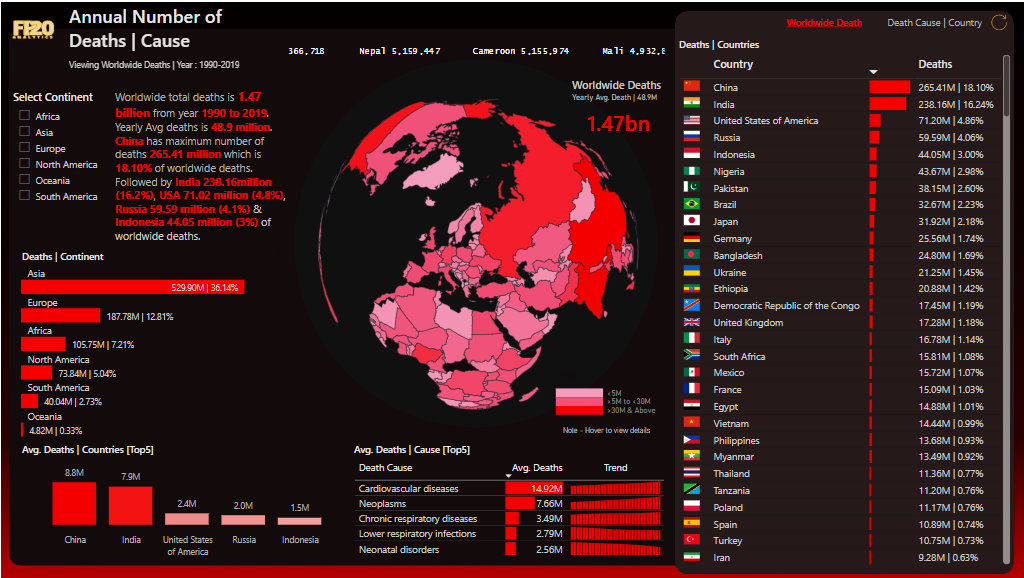 FP20
ANALYTICS
Annual Number of
Deaths | Cause
Viewing Worldwide Deaths | Year : 1990-2019
366,718 Nepal 5,159,447 Cameroon 5,155,974 Mali 4,932,8
Select Continent
Africa
Asia
Europe
North America
Oceania
South America
Worldwide total deaths is 1.47
billion from year 1990 to 2019.
Yearly Avg deaths is 48.9 million.
China has maximum number of
deaths 265.41 million which is
18.10% of worldwide deaths.
Followed by India 238.16million
(16.2%), USA 71.02 million (4.8%),
Russia 59.59 million (4.1%) &
Indonesia 44.05 million (3%) of
worldwide deaths.
Worldwide Deaths
Yearly Avg. Death | 48.9M
1.47bn
<5M
>5M to <30M
>30M & Above
Note - Hover to view details
Deaths | Continent
Asia
529.90M | 36.14%
Europe
187.78M | 12.81%
Africa
105.75M | 7.21%
North America
73.84M | 5.04%
South America
40.04M | 2.73%
Oceania
4.82M | 0.33%
Avg. Deaths | Countries [Top5]
8.8M
7.9M
2.4M
2.0M
1.5M
China
India
United States
of America
Russia
Indonesia
Avg. Deaths | Cause [Top5]
Death Cause Avg. Deaths Trend
Cardiovascular diseases 14.92M
Neoplasms 7.66M
Chronic respiratory diseases 3.49M
Lower respiratory infections 2.79M
Neonatal disorders 2.56M
Worldwide Death Death Cause | Country
Deaths | Countries
Country Deaths
China 265.41M | 18.10%
India 238.16M | 16.24%
United States of America 71.20M | 4.86%
Russia 59.59M | 4.06%
Indonesia 44.05M | 3.00%
Nigeria 43.67M | 2.98%
Pakistan 38.15M | 2.60%
Brazil 32.67M | 2.23%
Japan 31.92M | 2.18%
Germany 25.56M | 1.74%
Bangladesh 24.80M | 1.69%
Ukraine 21.25M | 1.45%
Ethiopia 20.88M | 1.42%
Democratic Republic of the Congo 17.45M | 1.19%
United Kingdom 17.28M | 1.18%
Italy 16.78M | 1.14%
South Africa 15.81M | 1.08%
Mexico 15.72M | 1.07%
France 15.09M | 1.03%
Egypt 14.88M | 1.01%
Vietnam 14.44M | 0.99%
Philippines 13.68M | 0.93%
Myanmar 13.49M | 0.92%
Thailand 11.36M | 0.77%
Tanzania 11.20M | 0.76%
Poland 11.17M | 0.76%
Spain 10.89M | 0.74%
Turkey 10.75M | 0.73%
Iran 9.28M | 0.63%